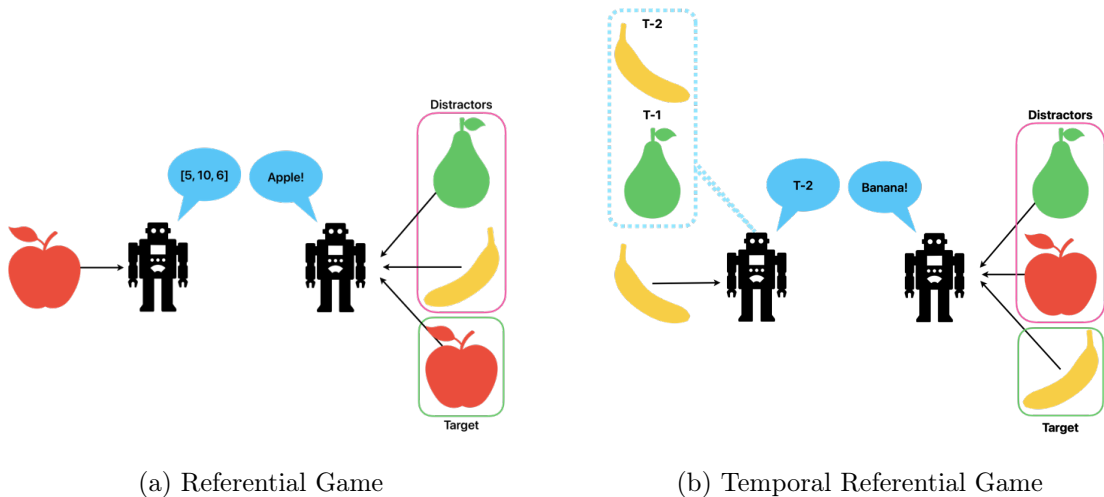 Distractors
[5, 10, 6]
Apple!
Target
(a) Referential Game
T-2
T-1
Distractors
T-2
Banana!
Target
(b) Temporal Referential Game